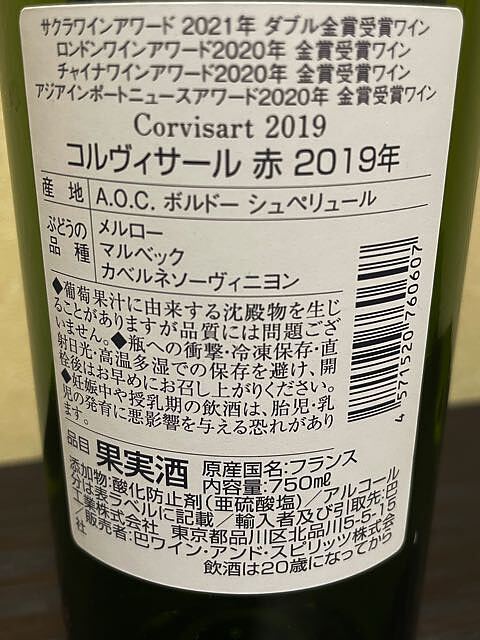 サクラワインアワード 2021年 ダブル金賞受賞ワイン
ロンドンワインアワード2020年 金賞受賞ワイン
チャイナワインアワード2020年 金賞受賞ワイン
アジアインポートニュースアワード2020年 金賞受賞ワイン
Corvisart 2019
コルヴィサール 赤 2019年
産地 A.O.C. ボルドー シュペリュール
ぶどうの品種
メルロー
マルベック
カベルネソーヴィニヨン
◆葡萄果汁に由来する沈殿物を生じ
ることがありますが品質には問題ござ
いません。◆瓶への衝撃・冷凍保存・直
射日光・高温多湿での保存を避け、開
栓後はお早めにお召し上がりください。
◆妊娠中や授乳期の飲酒は、胎児・乳
児の発育に悪影響を与える恐れがあり
ます。
4 571520 760607
品目 果実酒 原産国名:フランス
内容量:750mℓ
添加物:酸化防止剤(亜硫酸塩)/アルコール
分は表ラベルに記載/輸入者及び引取先:巴
工業株式会社 東京都品川区北品川5-5-15
/販売者:巴ワイン・アンド・スピリッツ株式会
社 飲酒は20歳になってから